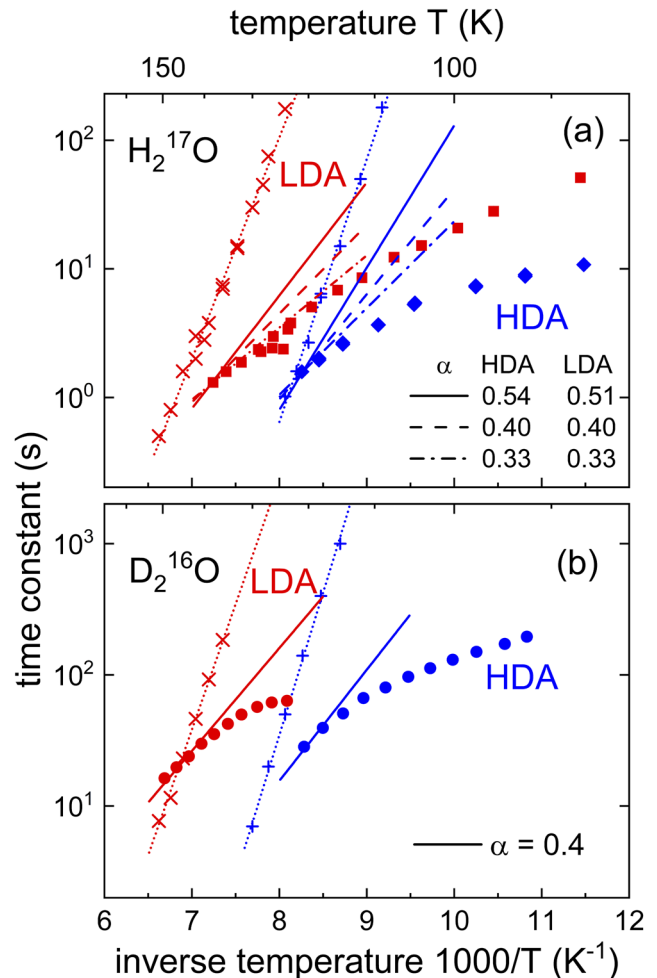 temperature T (K)
150 100
H₂¹⁷O (a)
LDA
HDA
10²
10¹
10⁰
α HDA LDA
0.54 0.51
0.40 0.40
0.33 0.33
time constant (s)
D₂¹⁶O (b)
LDA
HDA
10³
10²
10¹
α = 0.4
6 7 8 9 10 11 12
inverse temperature 1000/T (K⁻¹)